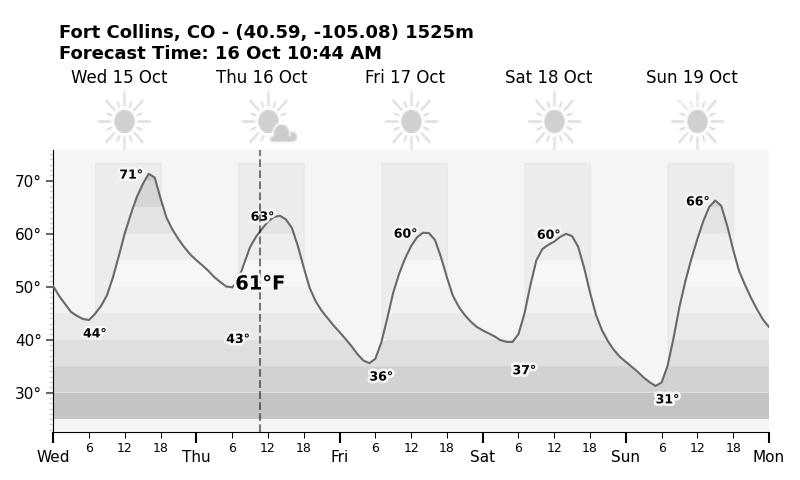 Fort Collins, CO - (40.59, -105.08) 1525m
Forecast Time: 16 Oct 10:44 AM
Wed 15 Oct Thu 16 Oct Fri 17 Oct Sat 18 Oct Sun 19 Oct
70°
60°
50°
40°
30°
71°
63°
60°
60°
66°
61°F
44°
43°
36°
37°
31°
6 12 18 6 12 18 6 12 18 6 12 18 6 12 18
Wed Thu Fri Sat Sun Mon